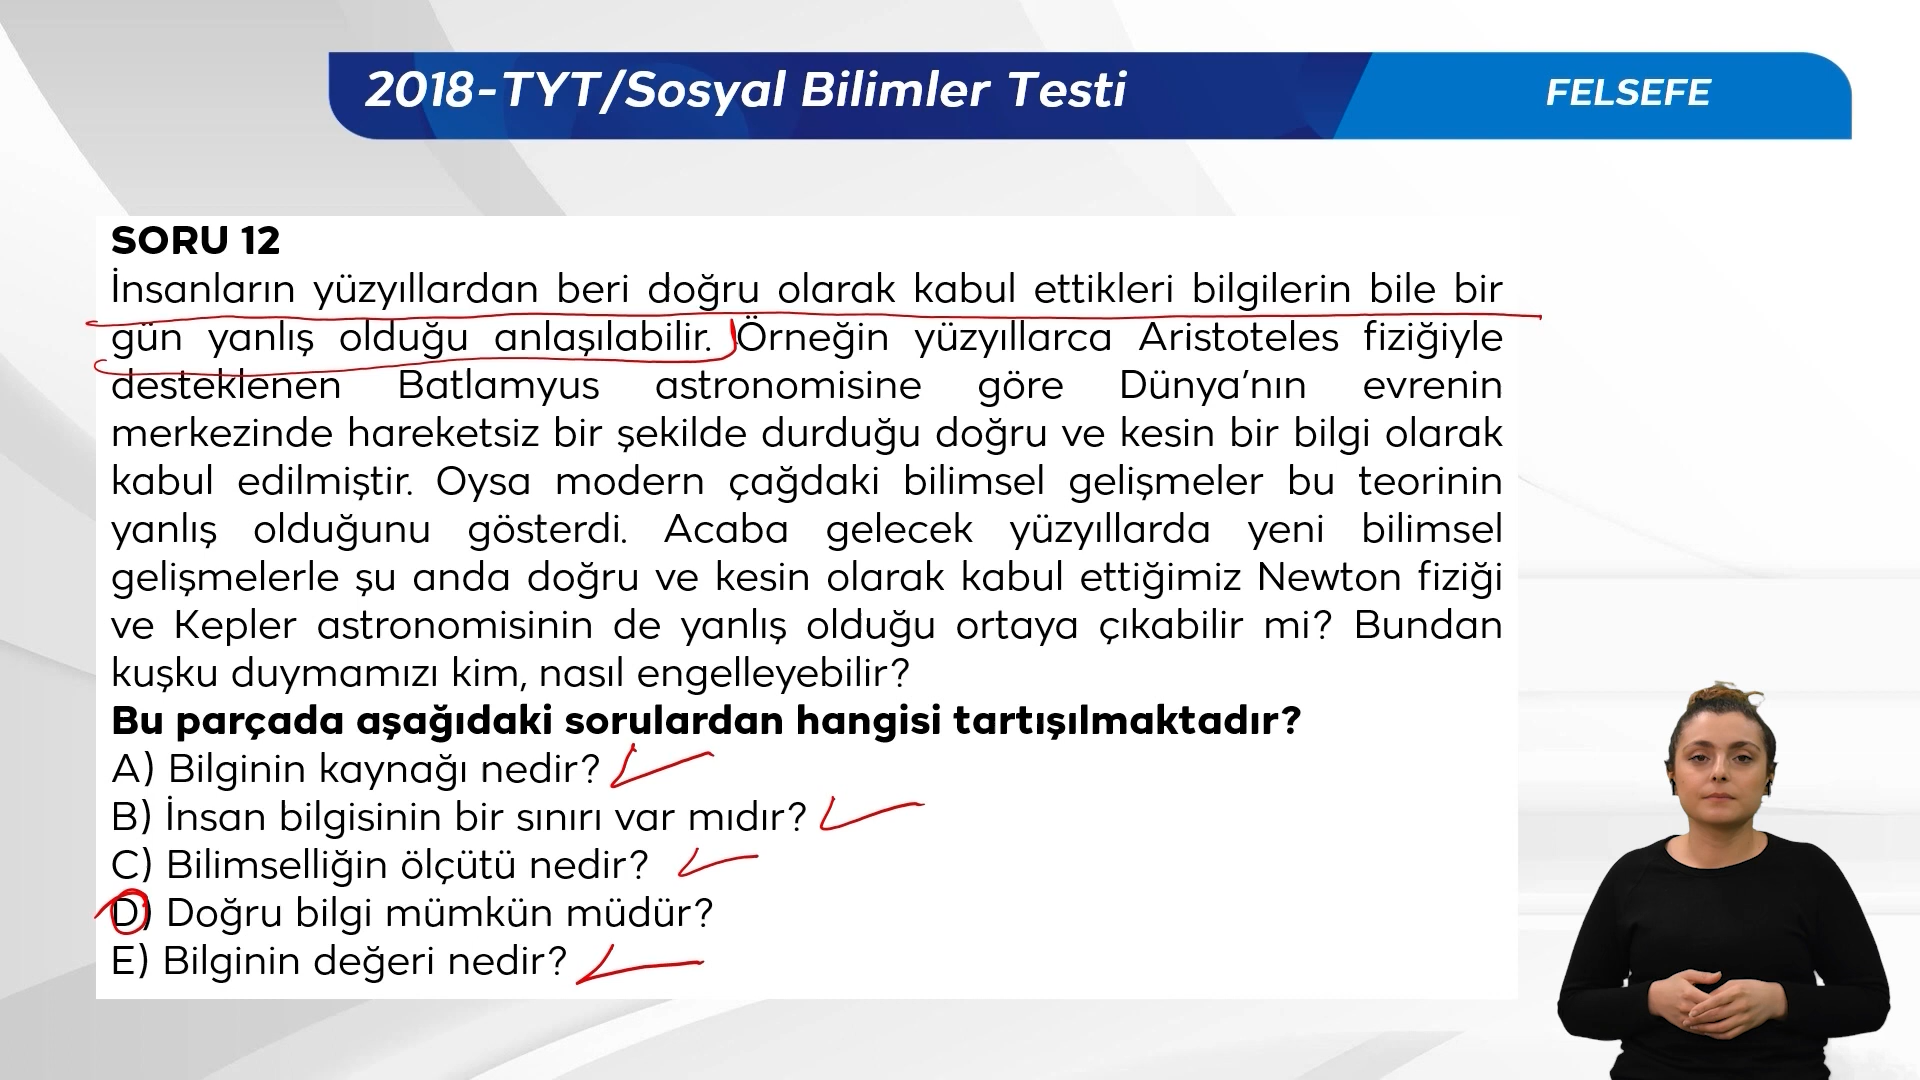 2018-TYT/Sosyal Bilimler Testi
FELSEFE
SORU 12
İnsanların yüzyıllardan beri doğru olarak kabul ettikleri bilgilerin bile bir
gün yanlış olduğu anlaşılabilir. Örneğin yüzyıllarca Aristoteles fiziğiyle
desteklenen Batlamyus astronomisine göre Dünya’nın evrenin
merkezinde hareketsiz bir şekilde durduğu doğru ve kesin bir bilgi olarak
kabul edilmiştir. Oysa modern çağdaki bilimsel gelişmeler bu teorinin
yanlış olduğunu gösterdi. Acaba gelecek yüzyıllarda yeni bilimsel
gelişmelerle şu anda doğru ve kesin olarak kabul ettiğimiz Newton fiziği
ve Kepler astronomisinin de yanlış olduğu ortaya çıkabilir mi? Bundan
kuşku duymamızı kim, nasıl engelleyebilir?
Bu parçada aşağıdaki sorulardan hangisi tartışılmaktadır?
A) Bilginin kaynağı nedir?
B) İnsan bilgisinin bir sınırı var mıdır?
C) Bilimselliğin ölçütü nedir?
D) Doğru bilgi mümkün müdür?
E) Bilginin değeri nedir?